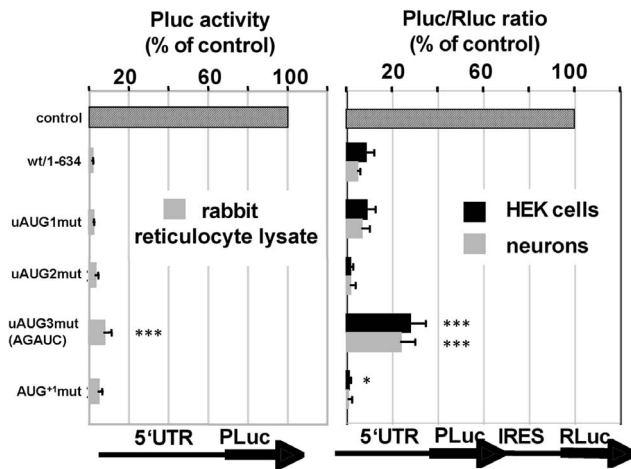 Pluc activity
(% of control)
20 60 100
Pluc/Rluc ratio
(% of control)
20 60 100
control
wt/1-634
uAUG1mut
uAUG2mut
uAUG3mut
(AGAUC)
AUG+1mut
rabbit
reticulocyte lysate
***
HEK cells
neurons
***
***
*
5'UTR PLuc
5'UTR PLuc IRES RLuc